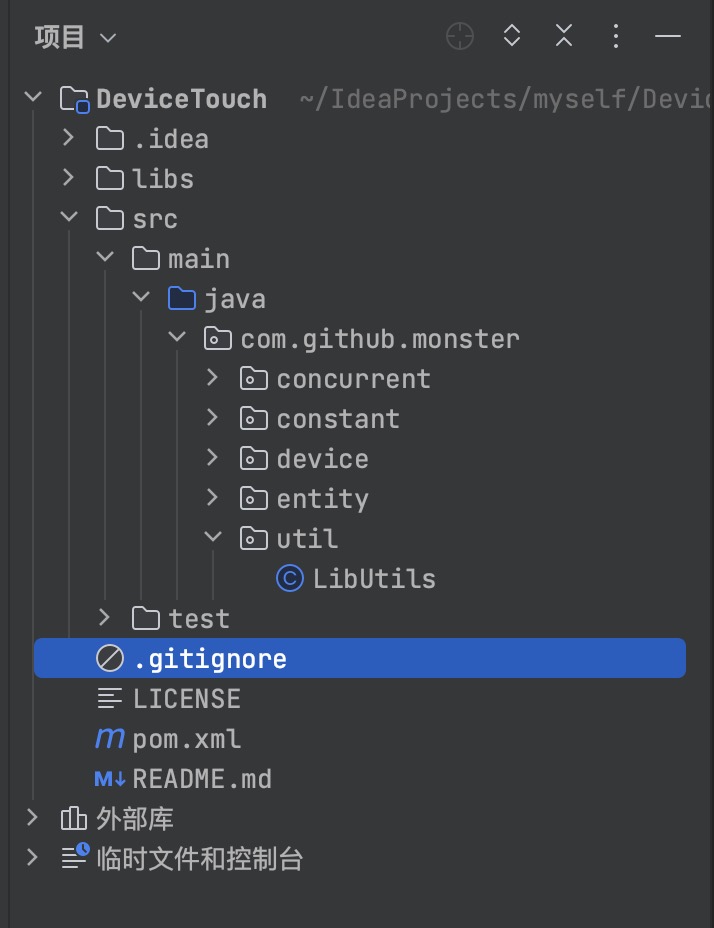 项目
DeviceTouch ~/IdeaProjects/myself/Devic
.idea
libs
src
main
java
com.github.monster
concurrent
constant
device
entity
util
LibUtils
test
.gitignore
LICENSE
pom.xml
README.md
外部库
临时文件和控制台